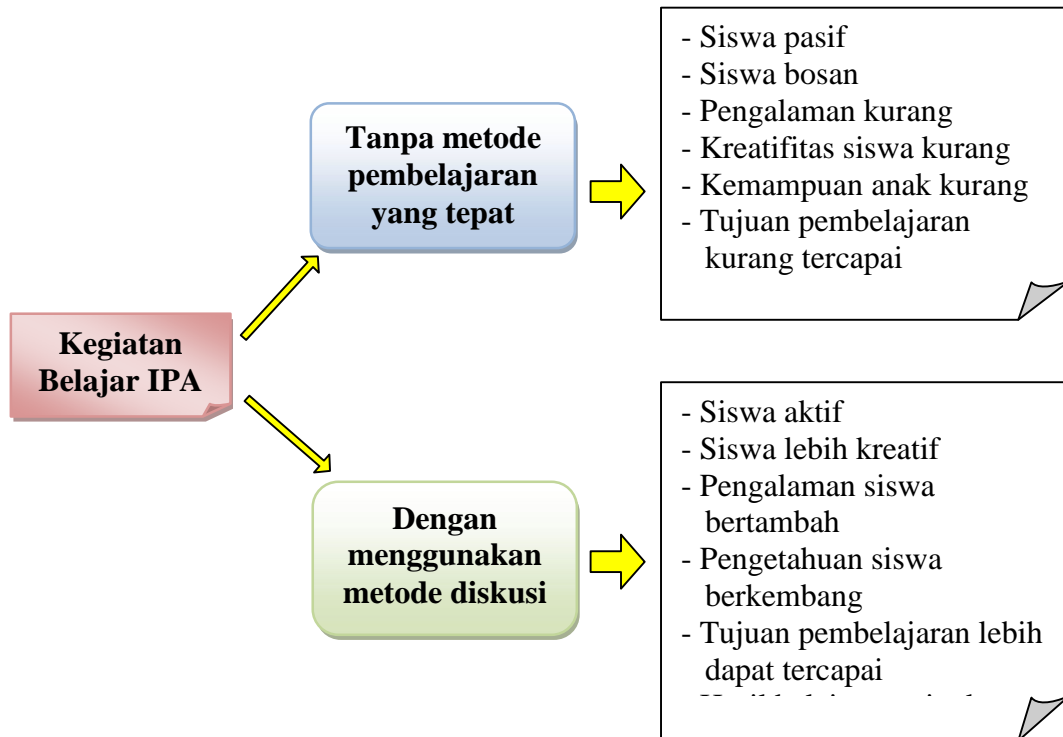 Kegiatan
Belajar IPA
Tanpa metode
pembelajaran
yang tepat
- Siswa pasif
- Siswa bosan
- Pengalaman kurang
- Kreatifitas siswa kurang
- Kemampuan anak kurang
- Tujuan pembelajaran
kurang tercapai
Dengan
menggunakan
metode diskusi
- Siswa aktif
- Siswa lebih kreatif
- Pengalaman siswa
bertambah
- Pengetahuan siswa
berkembang
- Tujuan pembelajaran lebih
dapat tercapai